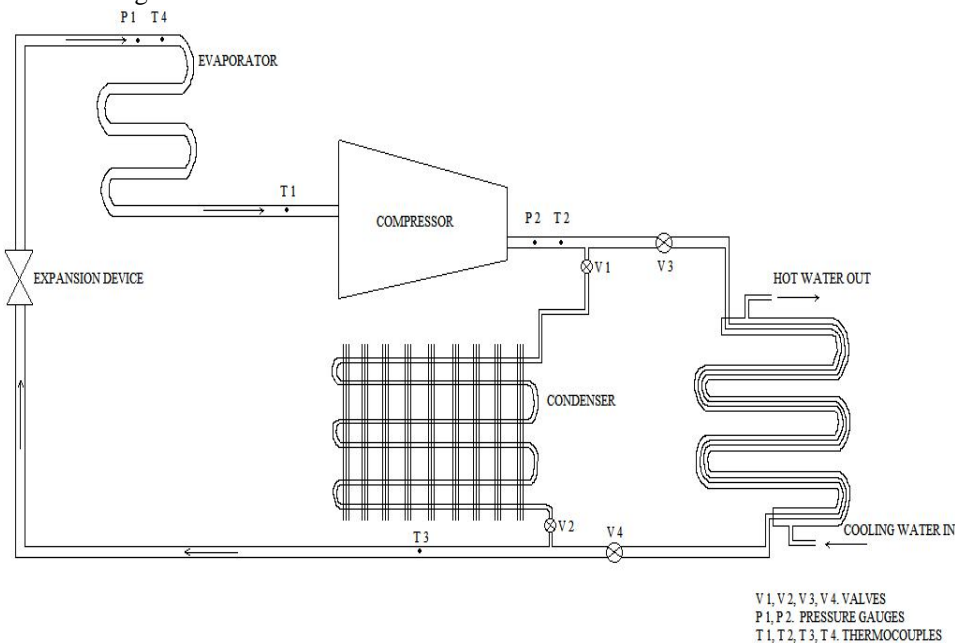 P 1 T 4
EVAPORATOR
T 1
COMPRESSOR
P 2 T 2
V 1
V 3
EXPANSION DEVICE
HOT WATER OUT
CONDENSER
V 2
V 4
T 3
COOLING WATER IN
V 1, V 2, V 3, V 4. VALVES
P 1, P 2. PRESSURE GAUGES
T 1, T 2, T 3, T 4. THERMOCOUPLES